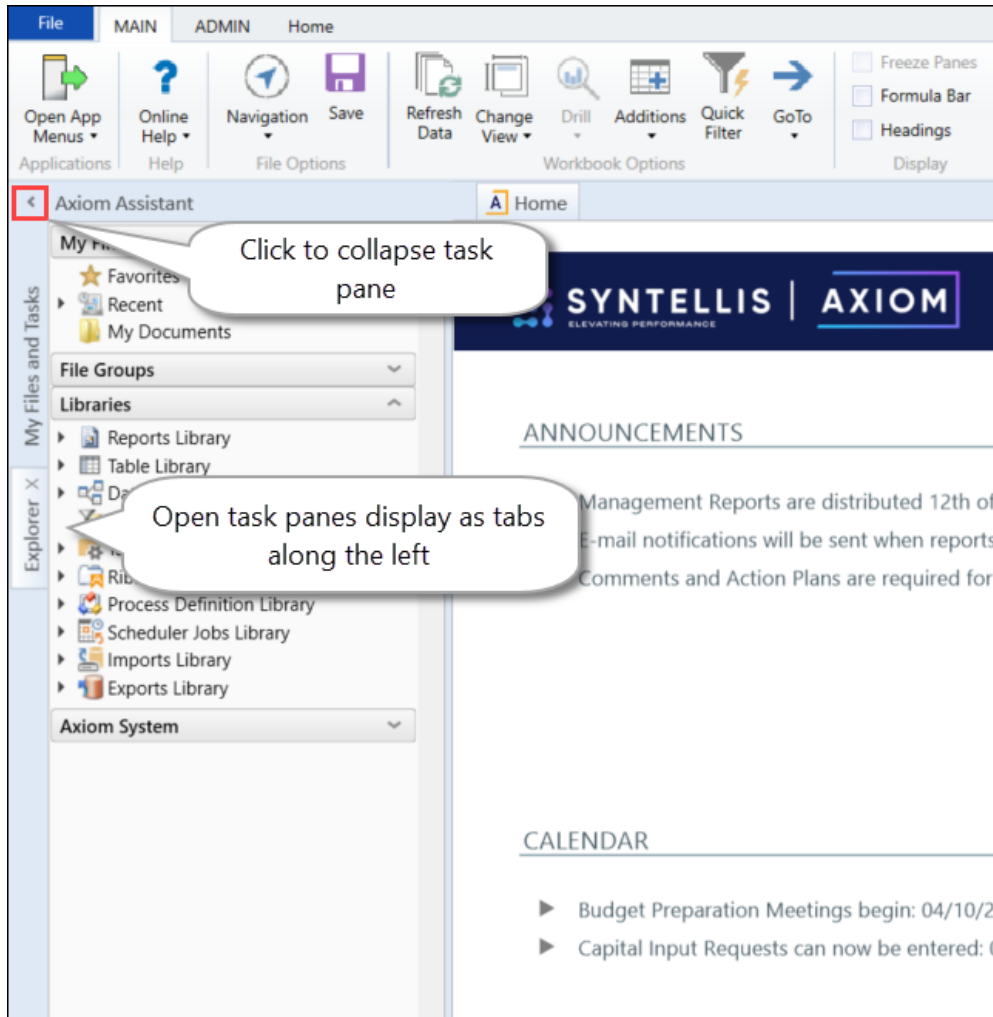 File MAIN ADMIN Home
Open App Menus
Online Help
Navigation
Save
Refresh Data
Change View
Drill
Additions
Quick Filter
GoTo
Freeze Panes
Formula Bar
Headings
Applications
Help
File Options
Workbook Options
Display
Axiom Assistant
A Home
Click to collapse task
pane
My
Favorites
Recent
My Documents
File Groups
Libraries
Reports Library
Table Library
Open task panes display as tabs
along the left
Process Definition Library
Scheduler Jobs Library
Imports Library
Exports Library
Axiom System
My Files and Tasks
Explorer X
SYNTELLIS | AXIOM
ELEVATING PERFORMANCE
ANNOUNCEMENTS
Management Reports are distributed 12th of
E-mail notifications will be sent when reports
Comments and Action Plans are required for
CALENDAR
Budget Preparation Meetings begin: 04/10/2
Capital Input Requests can now be entered: